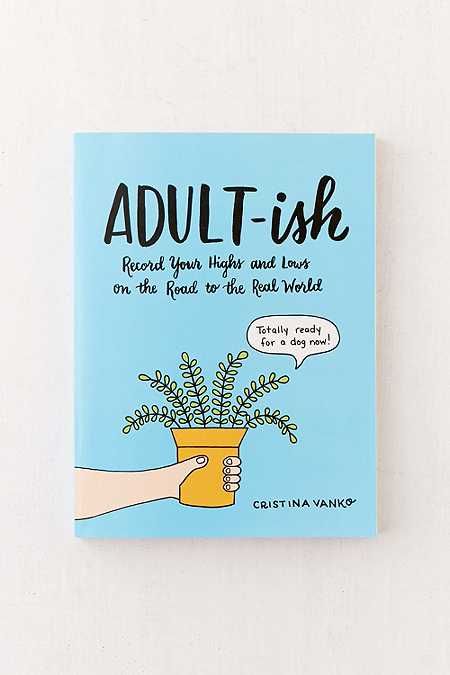 ADULT-ish
Record Your Highs and Lows
on the Road to the Real World
Totally ready
for a dog now!
CRISTINA VANKO